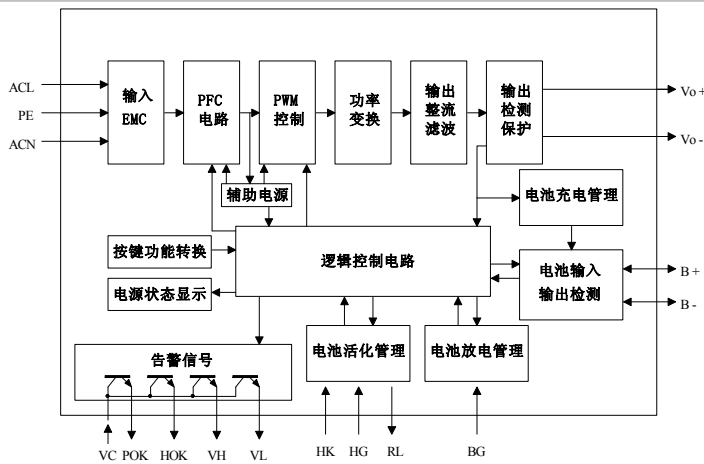 ACL
PE
ACN
输入
EMC
PFC
电路
PWM
控制
功率
变换
输出
整流
滤波
输出
检测
保护
Vo+
Vo-
辅助电源
电池充电管理
按键功能转换
逻辑控制电路
电池输入
输出检测
B+
B-
电源状态显示
告警信号
电池活化管理
电池放电管理
VC POK HOK VH VL HK HG RL BG